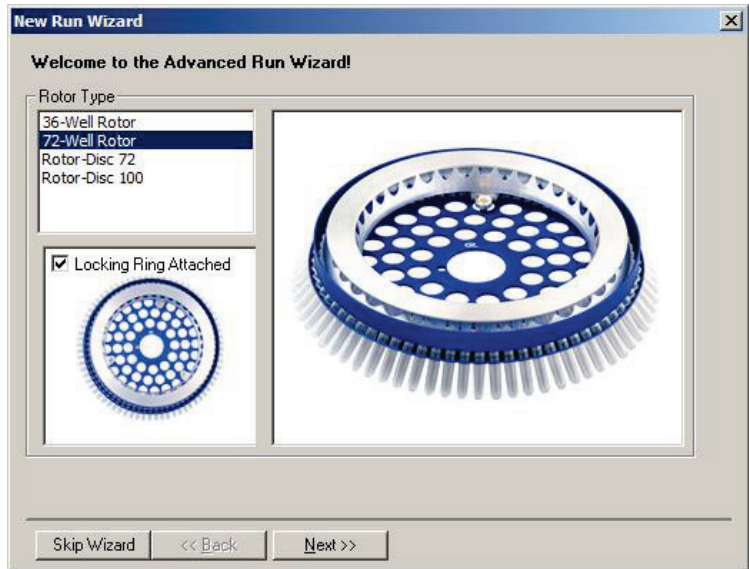 New Run Wizard
Welcome to the Advanced Run Wizard!
Rotor Type
36-Well Rotor
72-Well Rotor
Rotor-Disc 72
Rotor-Disc 100
Locking Ring Attached
Skip Wizard
<< Back
Next >>